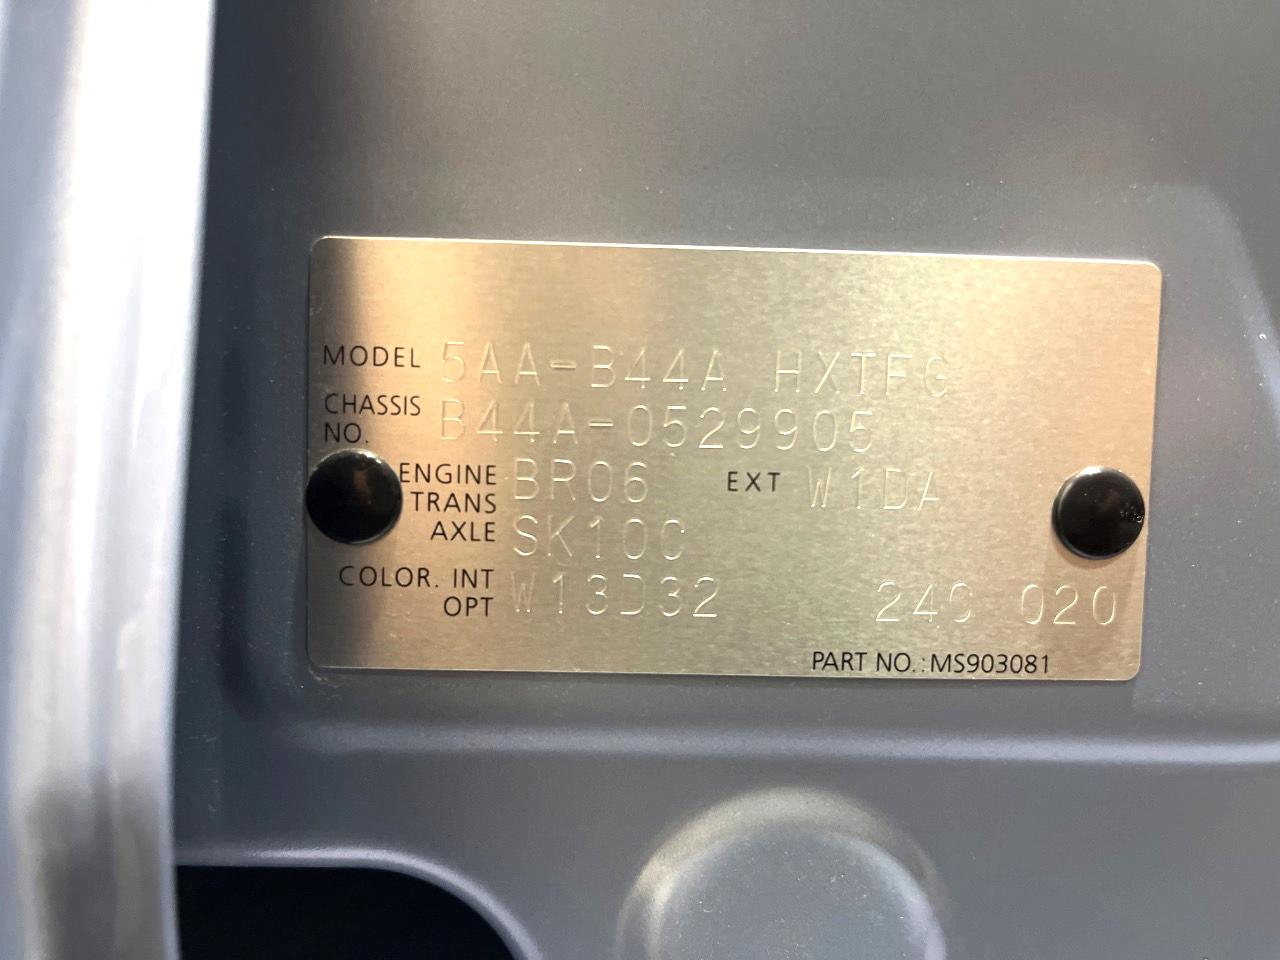 MODEL 5AA-B44A HXTFG
CHASSIS NO. B44A-0529905
ENGINE BR06 EXT W1DA
TRANS AXLE SK10C
COLOR. INT OPT W13D32 24C 020
PART NO.: MS903081